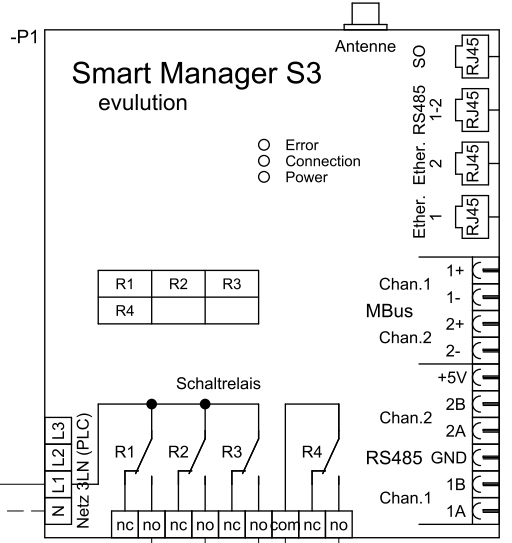 -P1
Antenne
Smart Manager S3
evulution
Error
Connection
Power
SO
RJ45
RS485
1-2
RJ45
Ether.
2
RJ45
Ether.
1
RJ45
R1 R2 R3
R4
Chan.1
1+
1-
MBus
Chan.2
2+
2-
+5V
Chan.2
2B
2A
RS485 GND
Chan.1
1B
1A
Schaltrelais
R1 R2 R3 R4
L3
L2
L1
N
Netz 3LN (PLC)
nc no nc no nc no com nc no